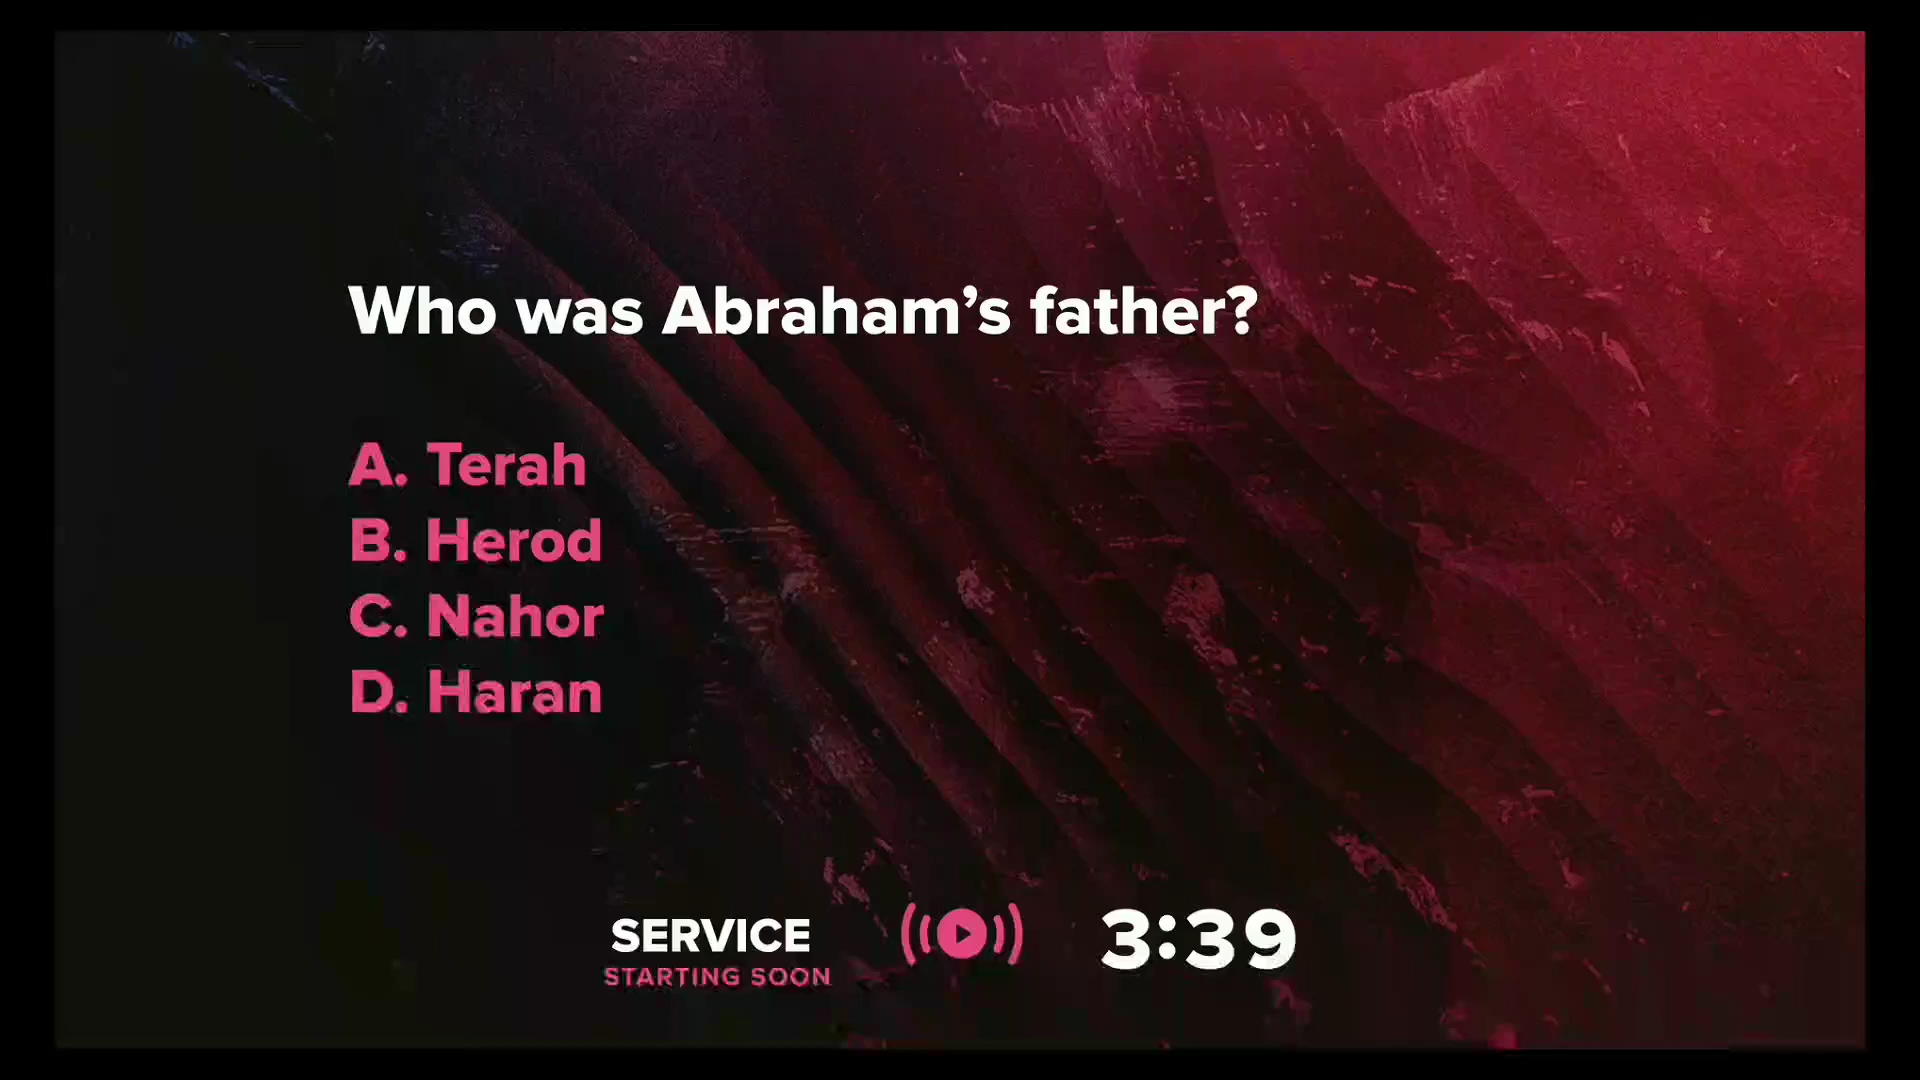 Who was Abraham’s father?
A. Terah
B. Herod
C. Nahor
D. Haran
SERVICE
STARTING SOON
3:39